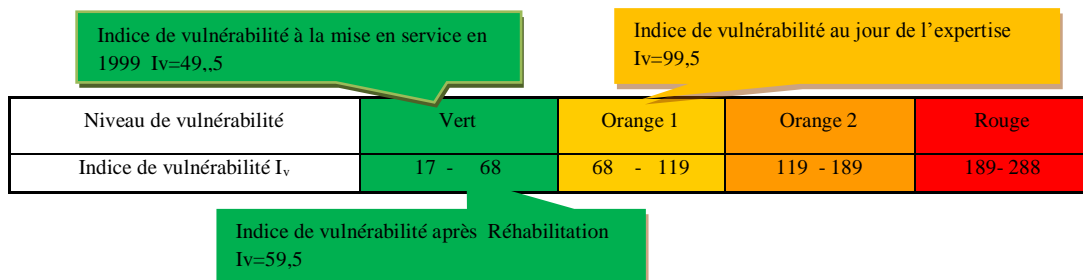 Indice de vulnérabilité à la mise en service en
1999 Iv=49,,5
Indice de vulnérabilité au jour de l’expertise
Iv=99,5
Niveau de vulnérabilité Vert Orange 1 Orange 2 Rouge
Indice de vulnérabilité Iv 17 - 68 68 - 119 119 - 189 189- 288
Indice de vulnérabilité après Réhabilitation
Iv=59,5